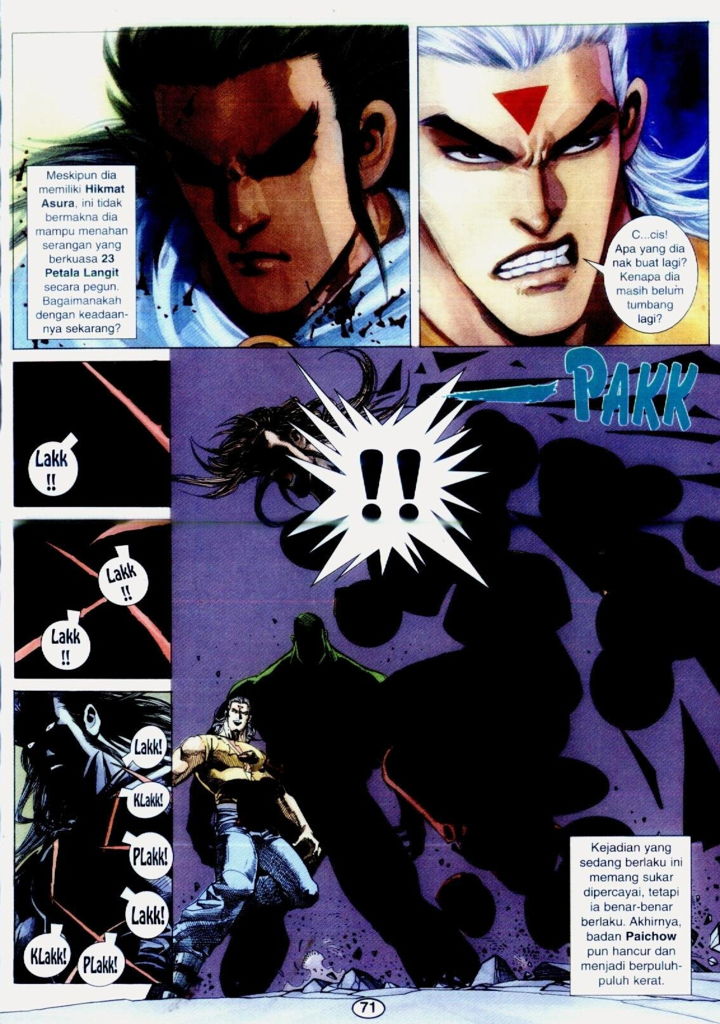 Meskipun dia
memiliki Hikmat
Asura, ini tidak
bermakna dia
mampu menahan
serangan yang
berkuasa 23
Petala Langit
secara pegun.
Bagaimanakah
dengan keadaan-
nya sekarang?
C...cis!
Apa yang dia
nak buat lagi?
Kenapa dia
masih belum
tumbang
lagi?
Lakk
!!
Lakk
!!
Lakk
!!
PAKK
!!
Lakk!
KLakk!
PLakk!
Lakk!
KLakk!
PLakk!
Kejadian yang
sedang berlaku ini
memang sukar
dipercayai, tetapi
ia benar-benar
berlaku. Akhirnya,
badan Paichow
pun hancur dan
menjadi berpuluh-
puluh kerat.
71